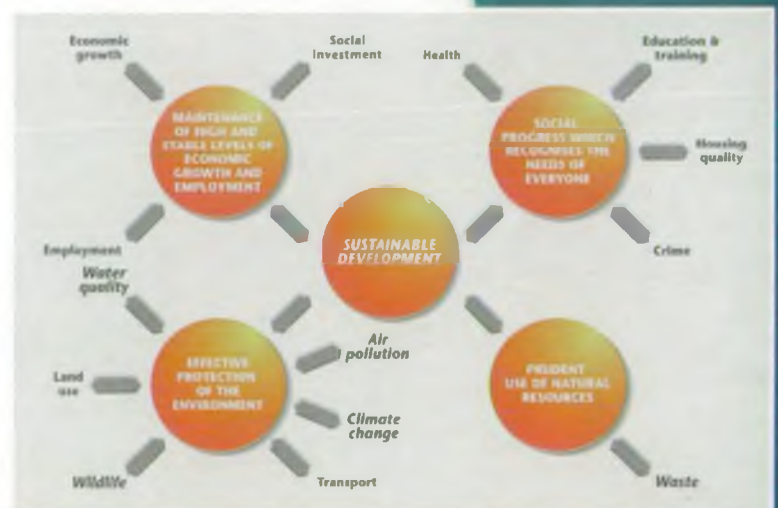 Economic
growth
Social
Investment
MAINTENANCE
OF HIGH AND
STABLE LEVELS OF
ECONOMIC
GROWTH AND
EMPLOYMENT
Employment
Health
Education &
training
SOCIAL
PROGRESS WHICH
RECOGNISES THE
NEEDS OF
EVERYONE
Housing
quality
Crime
SUSTAINABLE
DEVELOPMENT
Water
quality
Land
use
EFFECTIVE
PROTECTION
OF THE
ENVIRONMENT
Air
pollution
Climate
change
Wildlife
Transport
PRUDENT
USE OF NATURAL
RESOURCES
Waste